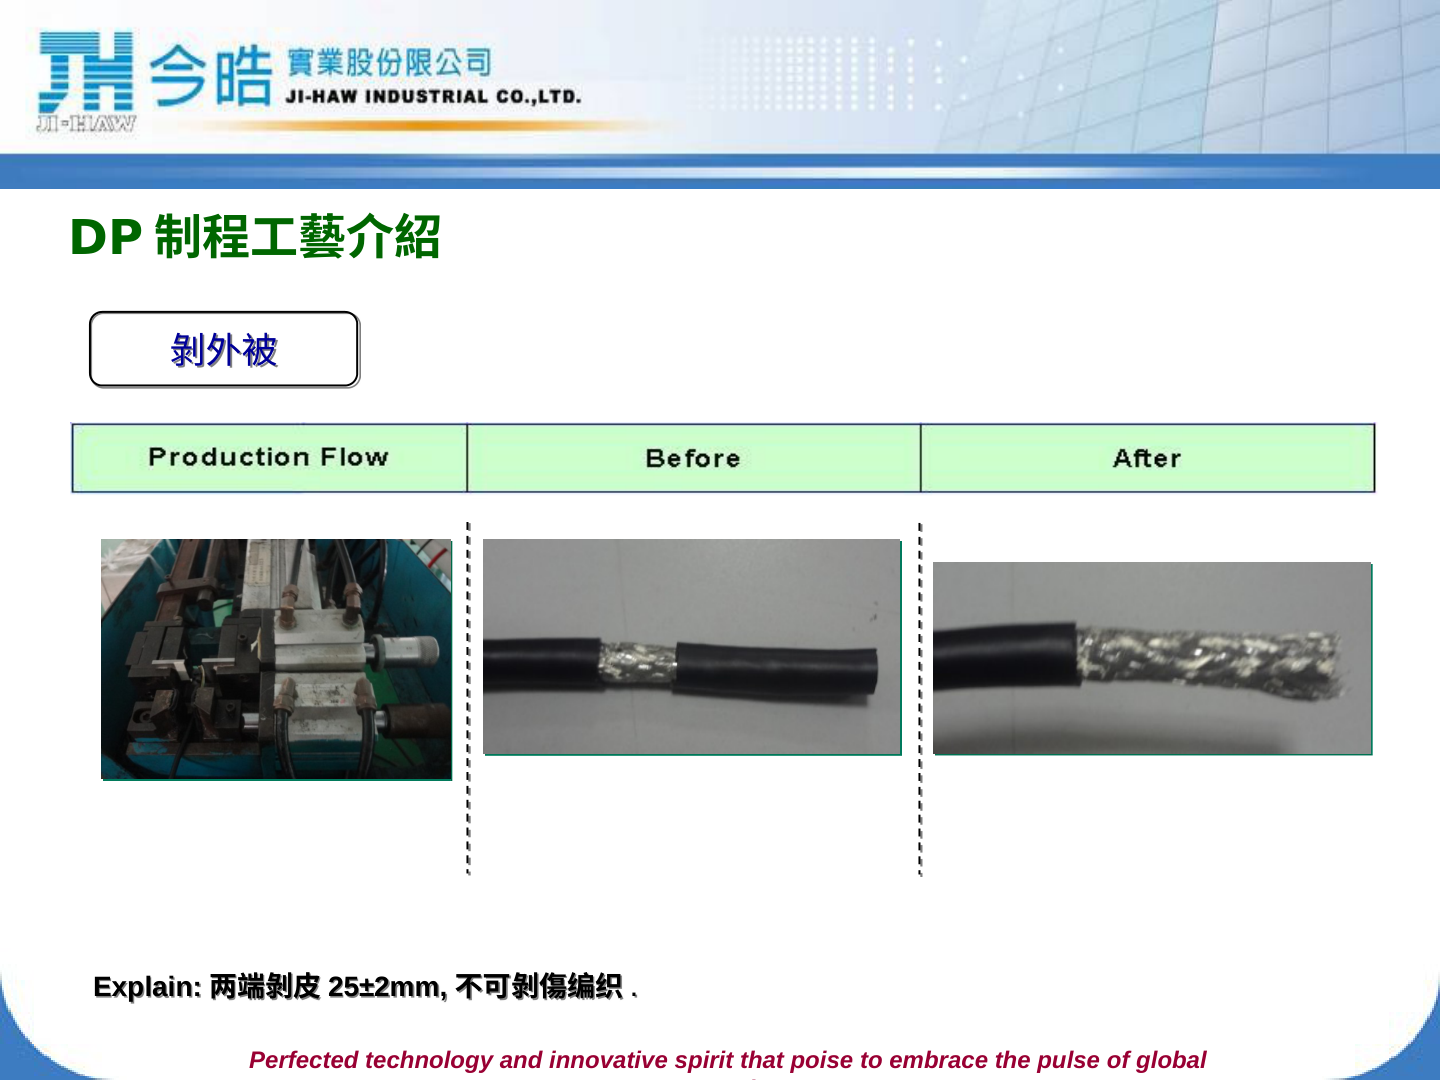 JH
JI-HAW
今皓 實業股份限公司
JI-HAW INDUSTRIAL CO.,LTD.
DP 制程工藝介紹
剝外被
Production Flow
Before
After
Explain: 两端剝皮 25±2mm, 不可剝傷编织 .
Perfected technology and innovative spirit that poise to embrace the pulse of global